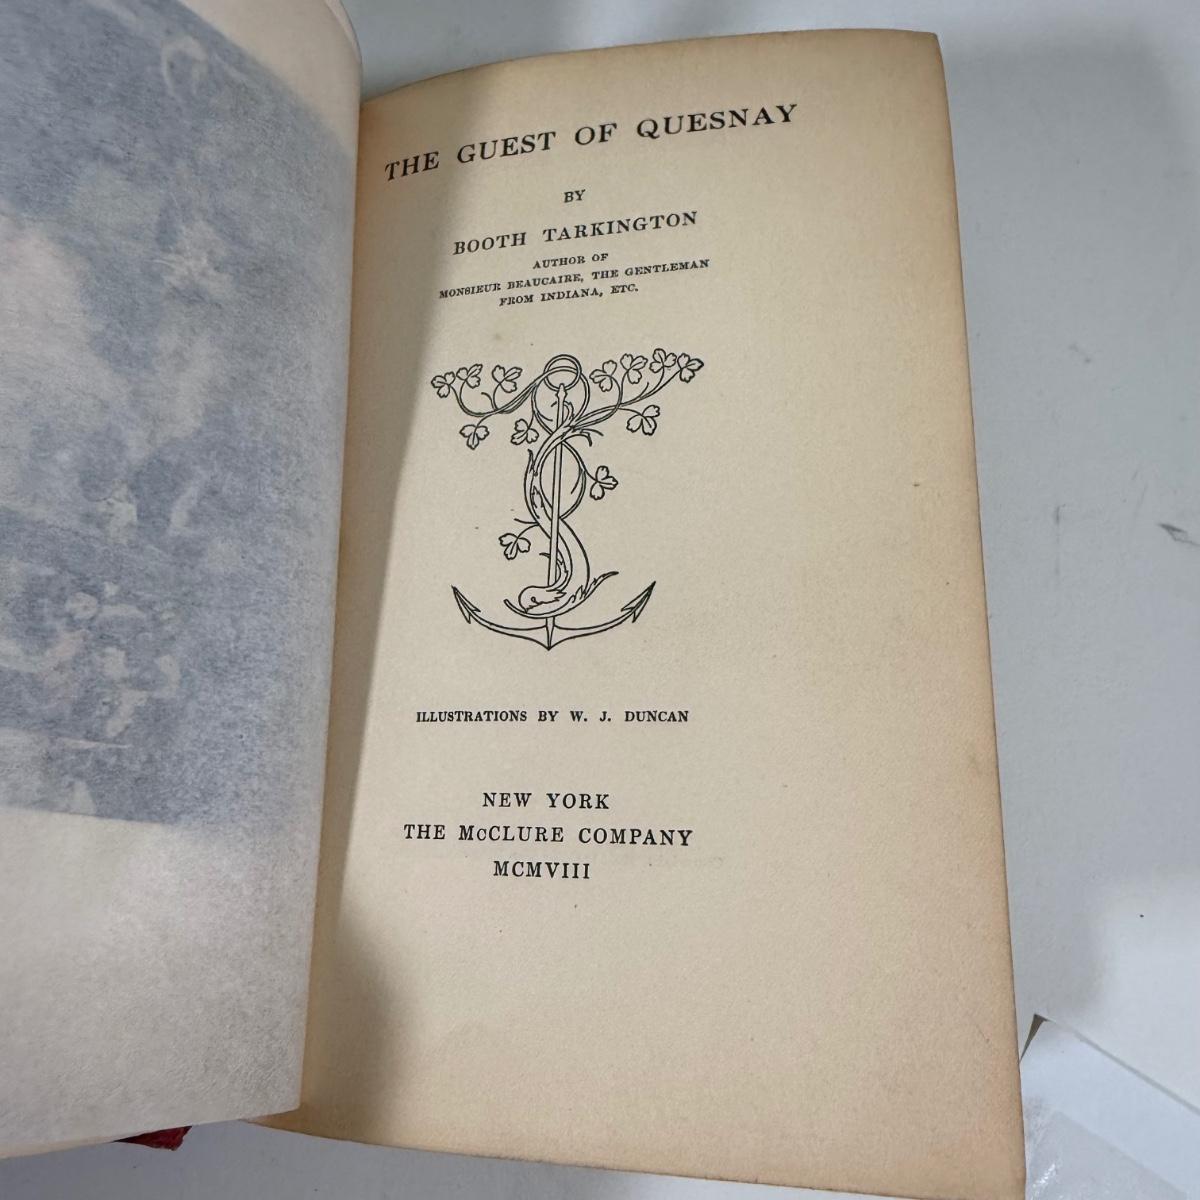 THE GUEST OF QUESNAY
BY
BOOTH TARKINGTON
AUTHOR OF
MONSIEUR BEAUCAIRE, THE GENTLEMAN
FROM INDIANA, ETC.
ILLUSTRATIONS BY W. J. DUNCAN
NEW YORK
THE McCLURE COMPANY
MCMVIII